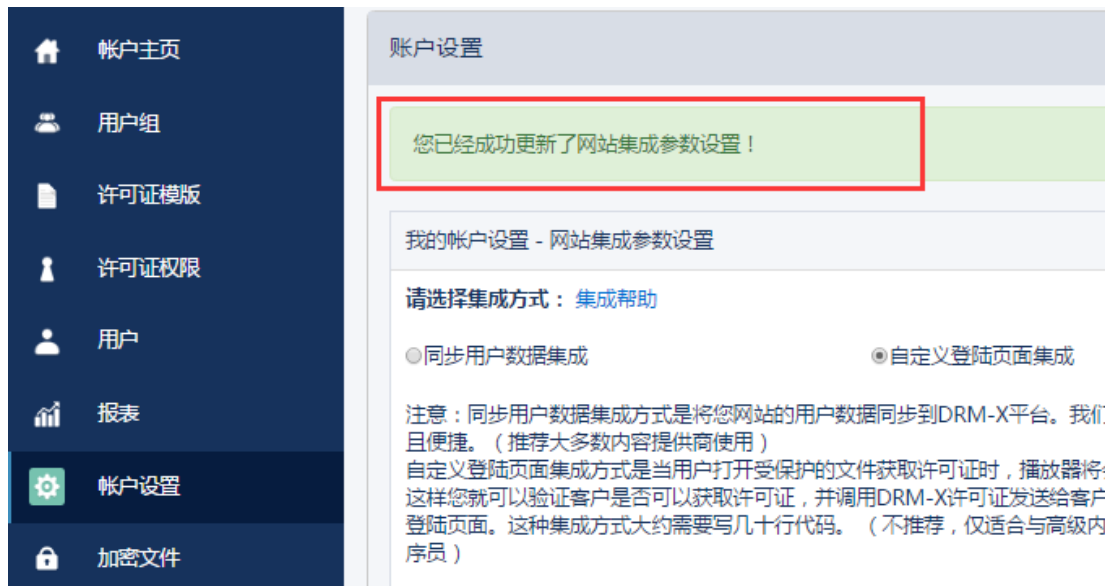 帐户主页
用户组
许可证模版
许可证权限
用户
报表
帐户设置
加密文件
账户设置
您已经成功更新了网站集成参数设置！
我的帐户设置 - 网站集成参数设置
请选择集成方式： 集成帮助
同步用户数据集成 自定义登陆页面集成
注意：同步用户数据集成方式是将您网站的用户数据同步到DRM-X平台。我们
且便捷。（推荐大多数内容提供商使用）
自定义登陆页面集成方式是当用户打开受保护的文件获取许可证时，播放器将
这样您就可以验证客户是否可以获取许可证，并调用DRM-X许可证发送给客户
登陆页面。这种集成方式大约需要写几十行代码。 （不推荐，仅适合与高级内
序员）